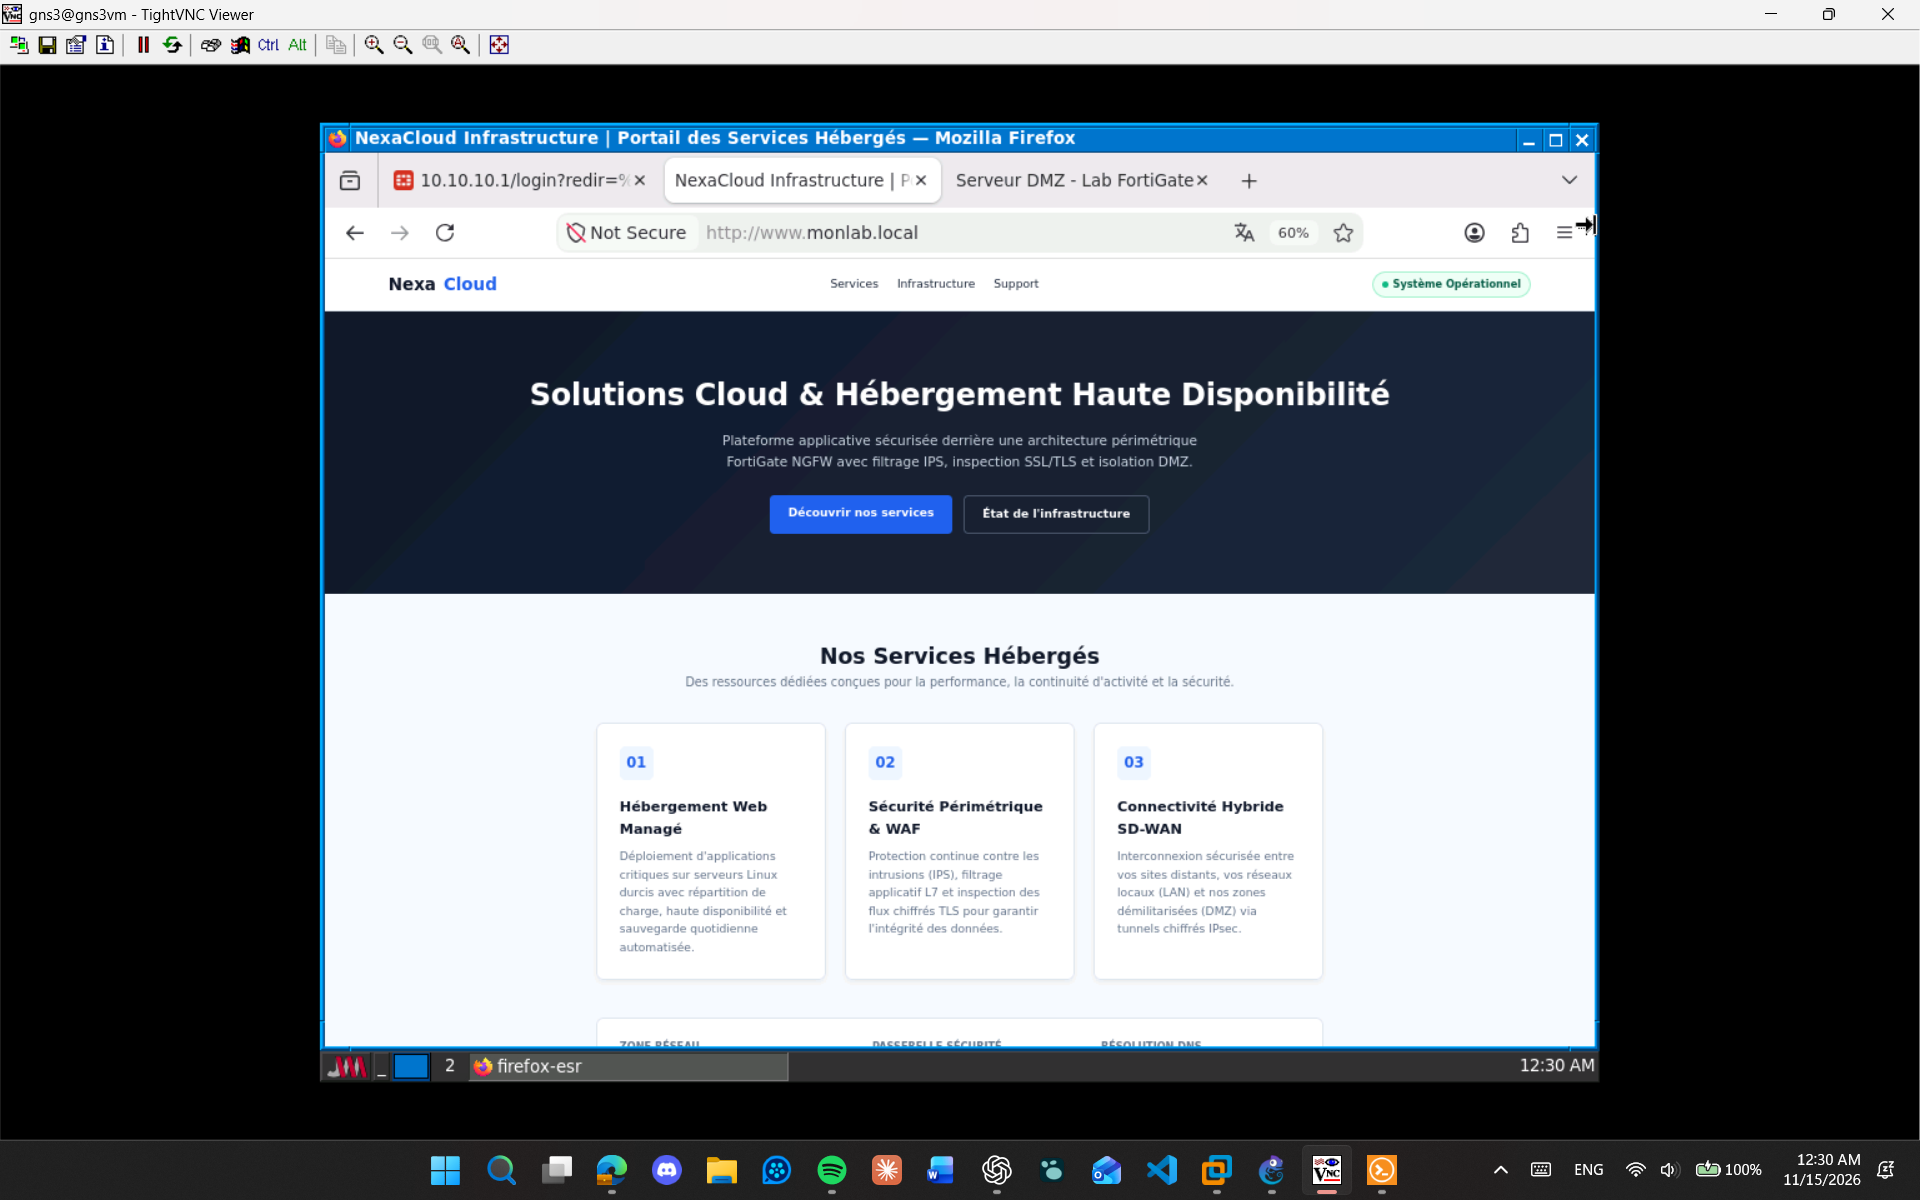 gns3@gns3vm - TightVNC Viewer
Ctrl Alt
NexaCloud Infrastructure | Portail des Services Hébergés — Mozilla Firefox
10.10.10.1/login?redir=%
NexaCloud Infrastructure | P
Serveur DMZ - Lab FortiGate
Not Secure
http://www.monlab.local
60%
Nexa Cloud
Services
Infrastructure
Support
Système Opérationnel
Solutions Cloud & Hébergement Haute Disponibilité
Plateforme applicative sécurisée derrière une architecture périmétrique
FortiGate NGFW avec filtrage IPS, inspection SSL/TLS et isolation DMZ.
Découvrir nos services
État de l'infrastructure
Nos Services Hébergés
Des ressources dédiées conçues pour la performance, la continuité d'activité et la sécurité.
01
Hébergement Web
Managé
Déploiement d'applications
critiques sur serveurs Linux
durcis avec répartition de
charge, haute disponibilité et
sauvegarde quotidienne
automatisée.
02
Sécurité Périmétrique
& WAF
Protection continue contre les
intrusions (IPS), filtrage
applicatif L7 et inspection des
flux chiffrés TLS pour garantir
l'intégrité des données.
03
Connectivité Hybride
SD-WAN
Interconnexion sécurisée entre
vos sites distants, vos réseaux
locaux (LAN) et nos zones
démilitarisées (DMZ) via
tunnels chiffrés IPsec.
ZONE RÉSEAU
PASSERELLE SÉCURITÉ
RÉSOLUTION DNS
2
firefox-esr
12:30 AM
ENG
100%
12:30 AM
11/15/2026